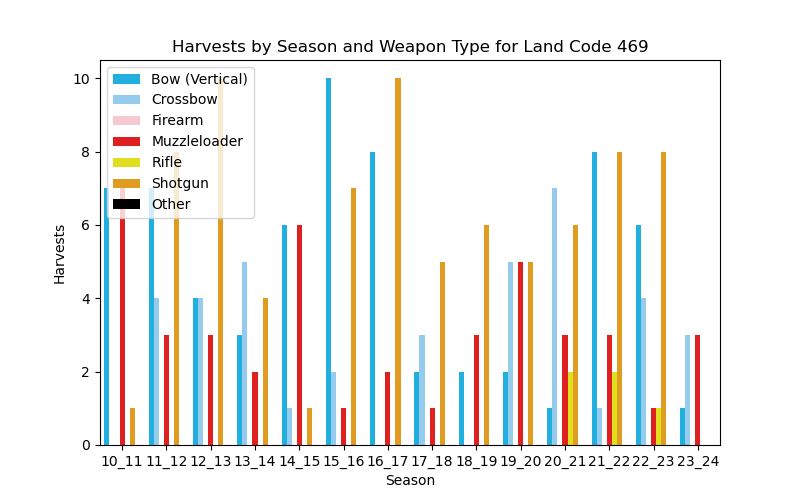 Harvests by Season and Weapon Type for Land Code 469
Bow (Vertical)
Crossbow
Firearm
Muzzleloader
Rifle
Shotgun
Other
10
8
6
4
2
0
Harvests
10_11 11_12 12_13 13_14 14_15 15_16 16_17 17_18 18_19 19_20 20_21 21_22 22_23 23_24
Season